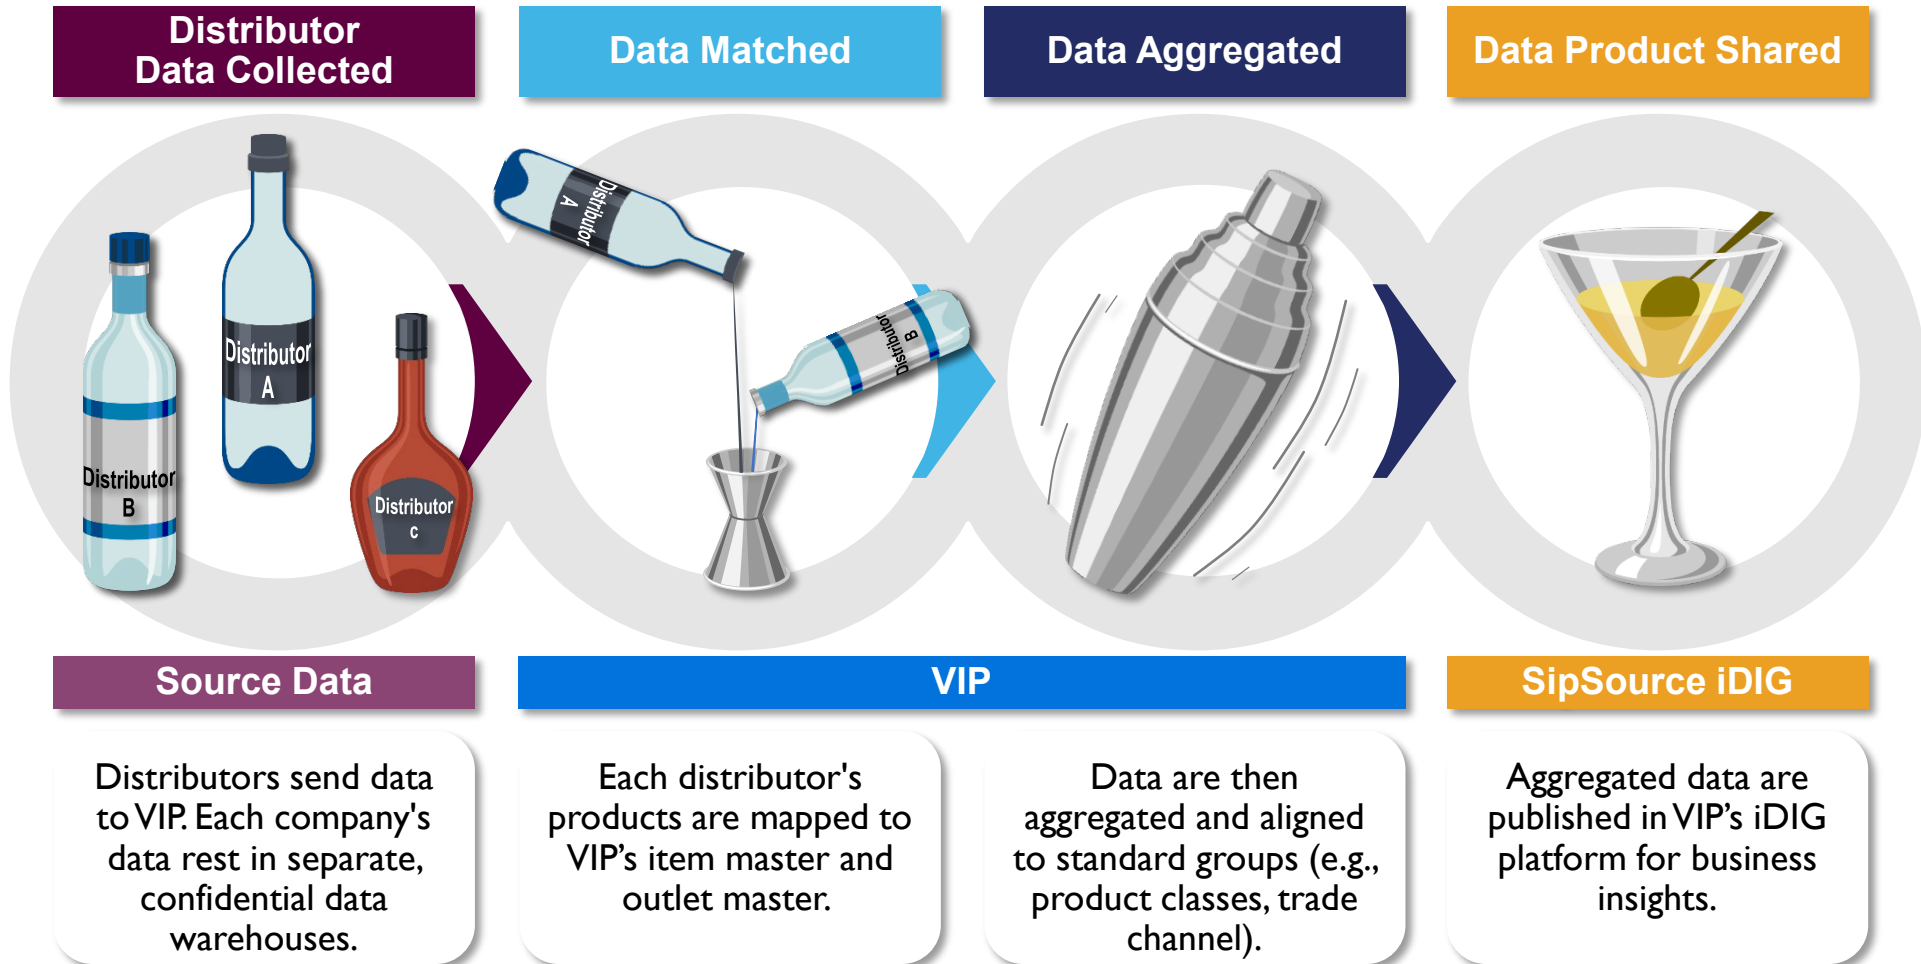 Distributor
Data Collected
Data Matched
Data Aggregated
Data Product Shared
Distributor
A
Distributor
B
Distributor
c
Distributor
A
Distributor
B
Source Data
VIP
SipSource iDIG
Distributors send data
to VIP. Each company's
data rest in separate,
confidential data
warehouses.
Each distributor's
products are mapped to
VIP’s item master and
outlet master.
Data are then
aggregated and aligned
to standard groups (e.g.,
product classes, trade
channel).
Aggregated data are
published in VIP’s iDIG
platform for business
insights.